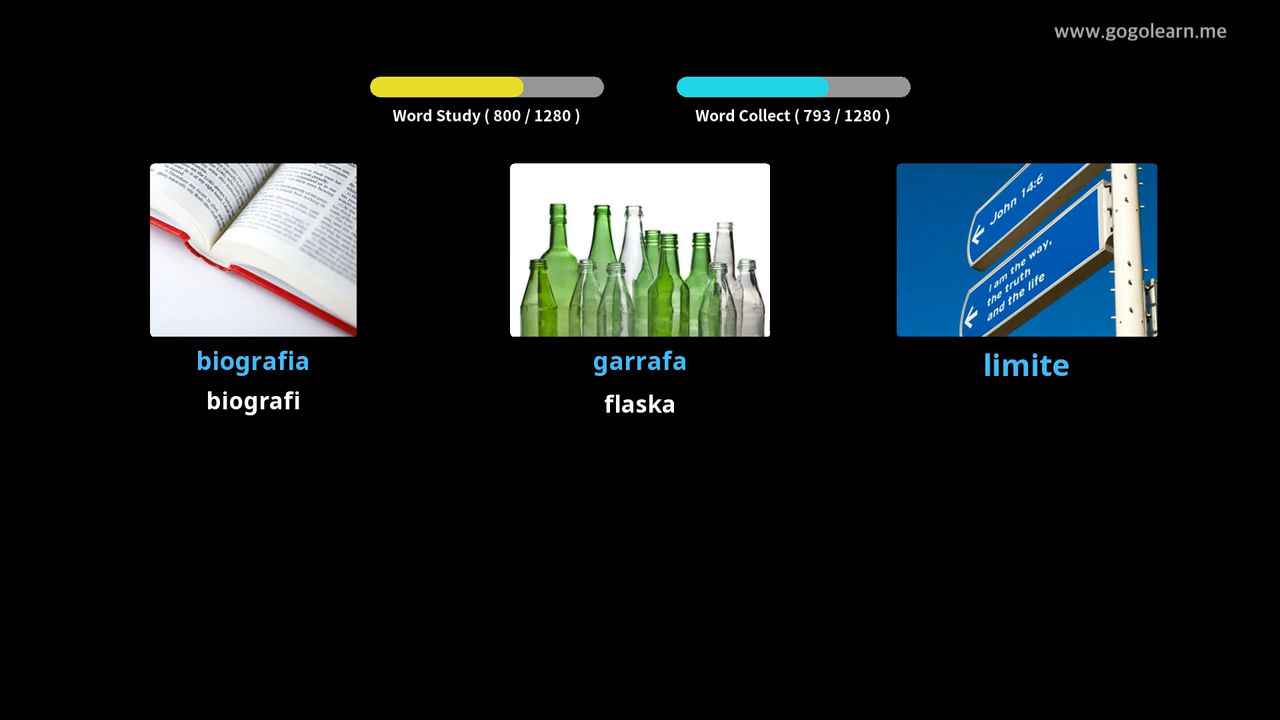 www.gogolearn.me
Word Study ( 800 / 1280 )
Word Collect ( 793 / 1280 )
John 14:6
I am the way,
the truth
and the life
biografia
garrafa
limite
biografi
flaska